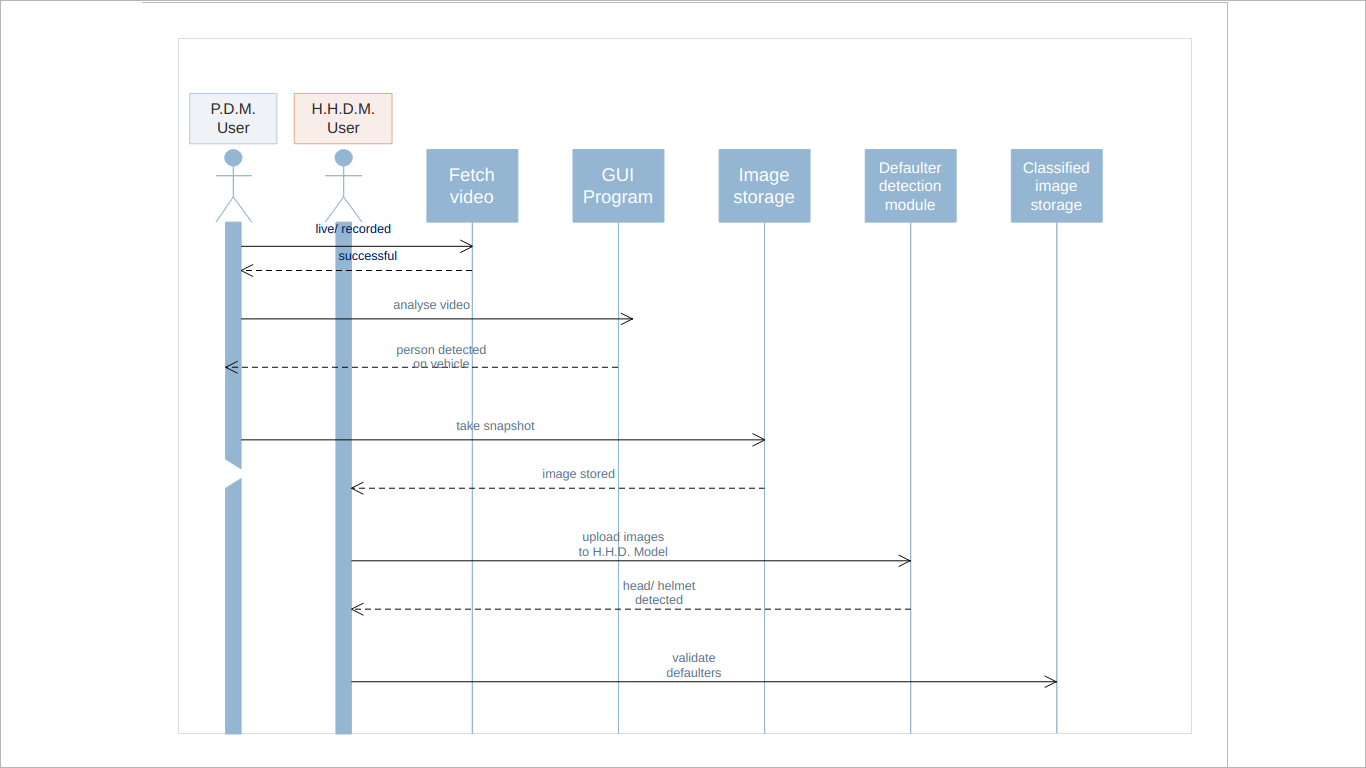 P.D.M.
User
H.H.D.M.
User
Fetch
video
GUI
Program
Image
storage
Defaulter
detection
module
Classified
image
storage
live/ recorded
successful
analyse video
person detected
on vehicle
take snapshot
image stored
upload images
to H.H.D. Model
head/ helmet
detected
validate
defaulters